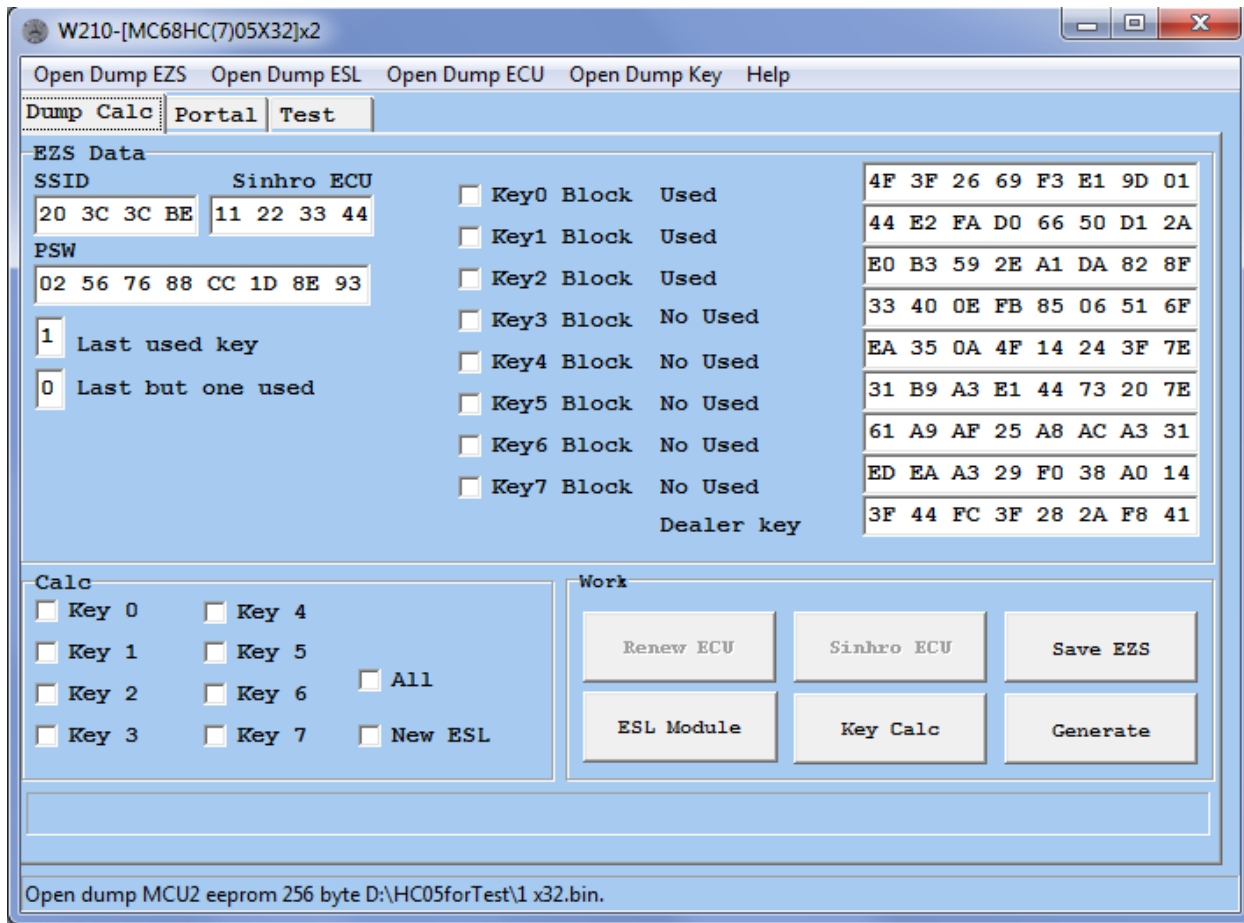 W210-[MC68HC(7)05X32]x2
Open Dump EZS Open Dump ESL Open Dump ECU Open Dump Key Help
Dump Calc Portal Test
EZS Data
SSID Sinhro ECU
20 3C 3C BE 11 22 33 44
PSW
02 56 76 88 CC 1D 8E 93
1 Last used key
0 Last but one used
Key0 Block Used 4F 3F 26 69 F3 E1 9D 01
Key1 Block Used 44 E2 FA D0 66 50 D1 2A
Key2 Block Used E0 B3 59 2E A1 DA 82 8F
Key3 Block No Used 33 40 0E FB 85 06 51 6F
Key4 Block No Used EA 35 0A 4F 14 24 3F 7E
Key5 Block No Used 31 B9 A3 E1 44 73 20 7E
Key6 Block No Used 61 A9 AF 25 A8 AC A3 31
Key7 Block No Used ED EA A3 29 F0 38 A0 14
Dealer key 3F 44 FC 3F 28 2A F8 41
Calc
Key 0 Key 4
Key 1 Key 5
All
Key 2 Key 6
Key 3 Key 7 New ESL
Work
Renew ECU Sinhro ECU Save EZS
ESL Module Key Calc Generate
Open dump MCU2 eeprom 256 byte D:\HC05forTest\1 x32.bin.